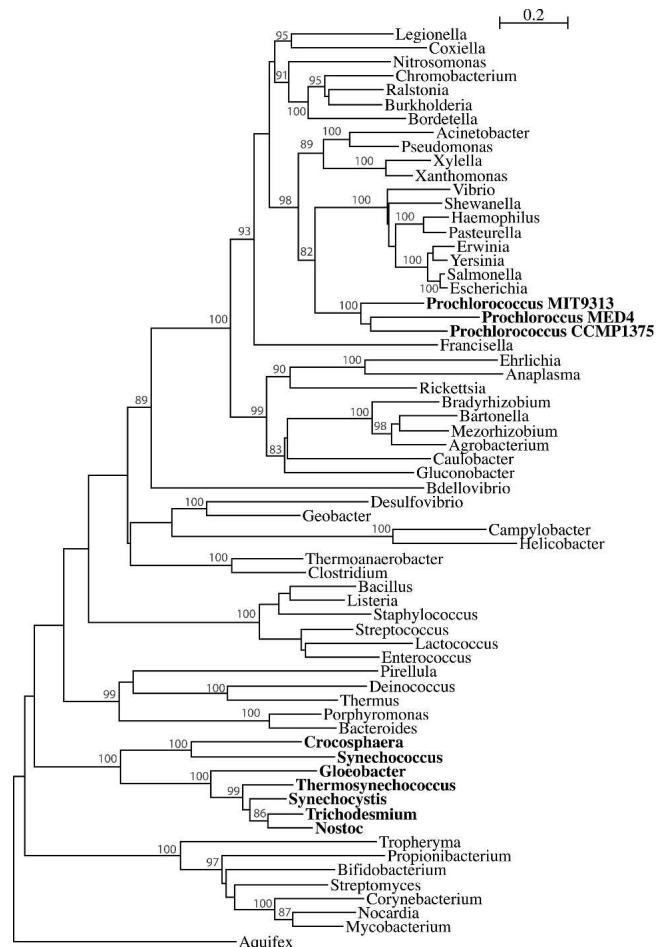 0.2
95
Legionella
Coxiella
91
Nitrosomonas
95
Chromobacterium
Ralstonia
Burkholderia
100
Bordetella
100
Acinetobacter
89
Pseudomonas
100
Xylella
Xanthomonas
98
100
Vibrio
Shewanella
100
Haemophilus
Pasteurella
93
82
Erwinia
100
Yersinia
Salmonella
100
Escherichia
100
Prochlorococcus MIT9313
Prochloroccus MED4
100
Prochlorococcus CCMP1375
Francisella
100
Ehrlichia
90
Anaplasma
Rickettsia
89
99
100
Bradyrhizobium
Bartonella
98
Mezorhizobium
Agrobacterium
83
Caulobacter
Gluconobacter
Bdellovibrio
100
Desulfovibrio
Geobacter
100
Campylobacter
Helicobacter
100
Thermoanaerobacter
Clostridium
Bacillus
Listeria
100
Staphylococcus
Streptococcus
Lactococcus
Enterococcus
Pirellula
99
100
Deinococcus
Thermus
100
Porphyromonas
Bacteroides
100
Crocosphaera
100
Synechococcus
100
Gloeobacter
99
Thermosynechococcus
Synechocystis
86
Trichodesmium
Nostoc
100
Tropheryma
97
Propionibacterium
Bifidobacterium
Streptomyces
100
Corynebacterium
87
Nocardia
Mycobacterium
Aquifex